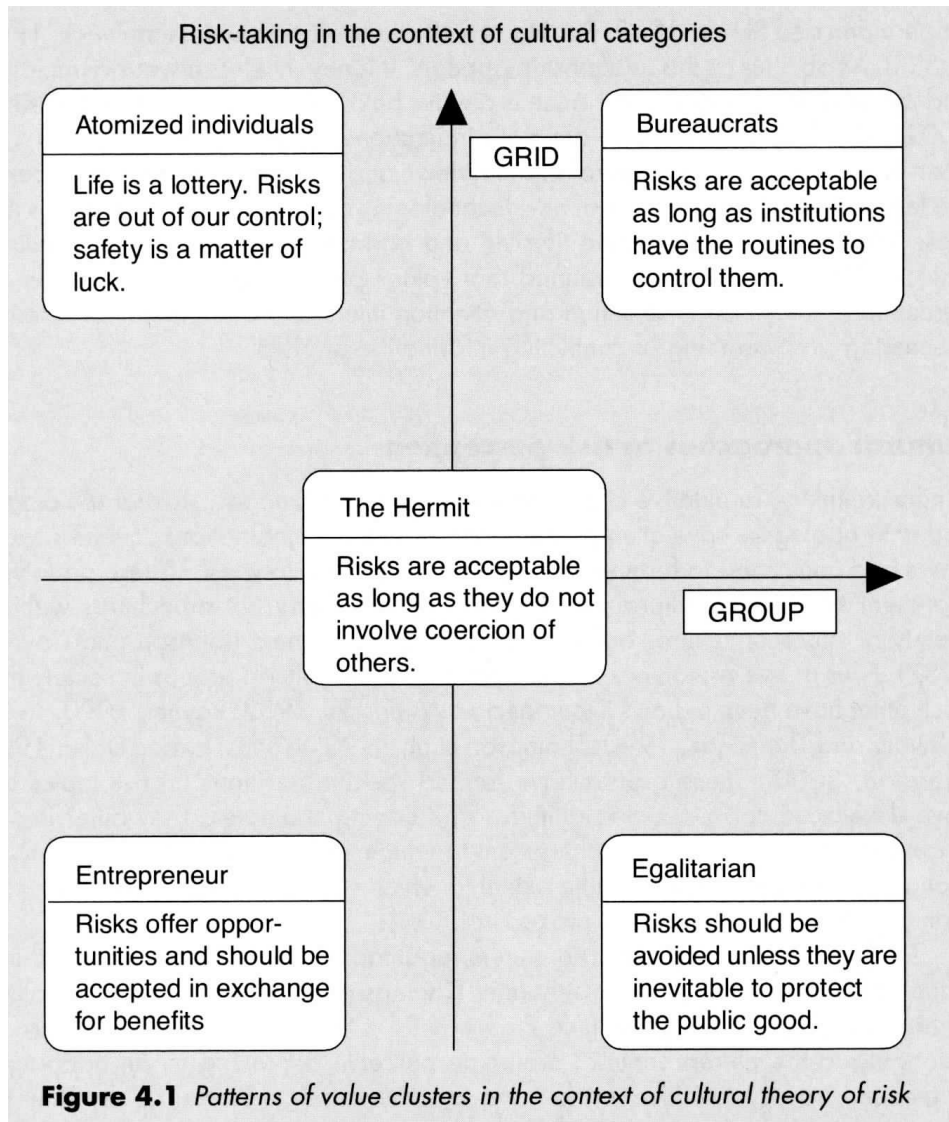 Risk-taking in the context of cultural categories
Atomized individuals
Life is a lottery. Risks
are out of our control;
safety is a matter of
luck.
GRID
Bureaucrats
Risks are acceptable
as long as institutions
have the routines to
control them.
The Hermit
Risks are acceptable
as long as they do not
involve coercion of
others.
GROUP
Entrepreneur
Risks offer oppor-
tunities and should be
accepted in exchange
for benefits
Egalitarian
Risks should be
avoided unless they are
inevitable to protect
the public good.
Figure 4.1 Patterns of value clusters in the context of cultural theory of risk